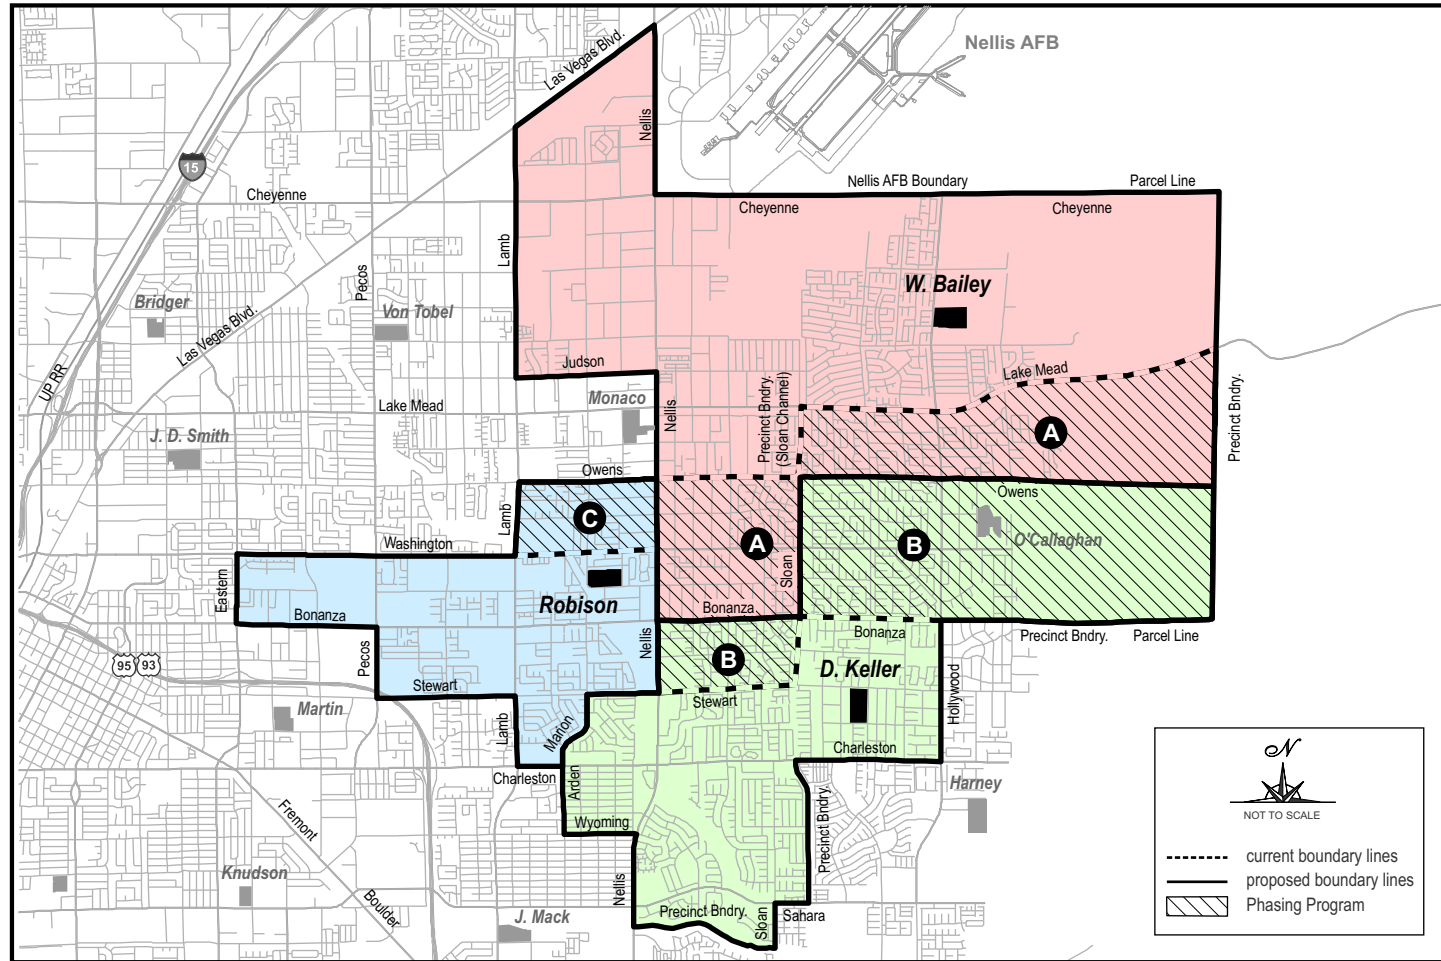 Nellis AFB
Las Vegas Blvd.
Nellis
15
Cheyenne
Nellis AFB Boundary
Parcel Line
Cheyenne
Cheyenne
Lamb
Pecos
W. Bailey
Bridger
Von Tobel
Las Vegas Blvd.
Judson
Lake Mead
UP RR
Monaco
Lake Mead
Nellis
Precinct Bndry.
(Sloan Channel)
Precinct Bndry.
J. D. Smith
A
Owens
Owens
Lamb
C
Washington
A
B
O'Callaghan
Sloan
Eastern
Robison
Bonanza
Bonanza
Nellis
Bonanza
Precinct Bndry.
Parcel Line
95 93
Pecos
B
D. Keller
Stewart
Stewart
Hollywood
Martin
Lamb
Marion
Charleston
Charleston
Arden
Harney
N
NOT TO SCALE
Fremont
Wyoming
Precinct Bndry.
current boundary lines
proposed boundary lines
Phasing Program
Knudson
Boulder
Nellis
J. Mack
Precinct Bndry.
Sloan
Sahara